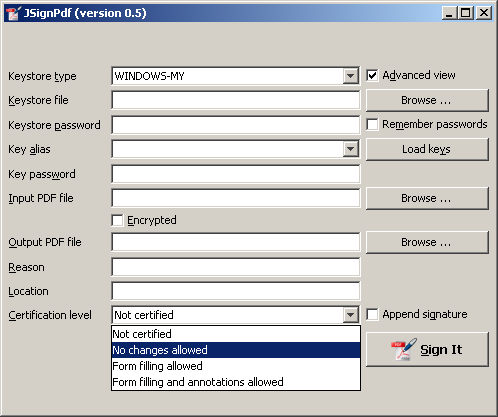 JSignPdf (version 0.5)
Keystore type WINDOWS-MY Advanced view
Keystore file Browse ...
Keystore password Remember passwords
Key alias Load keys
Key password
Input PDF file Browse ...
Encrypted
Output PDF file Browse ...
Reason
Location
Certification level Not certified Append signature
Not certified
No changes allowed
Form filling allowed
Form filling and annotations allowed
Sign It